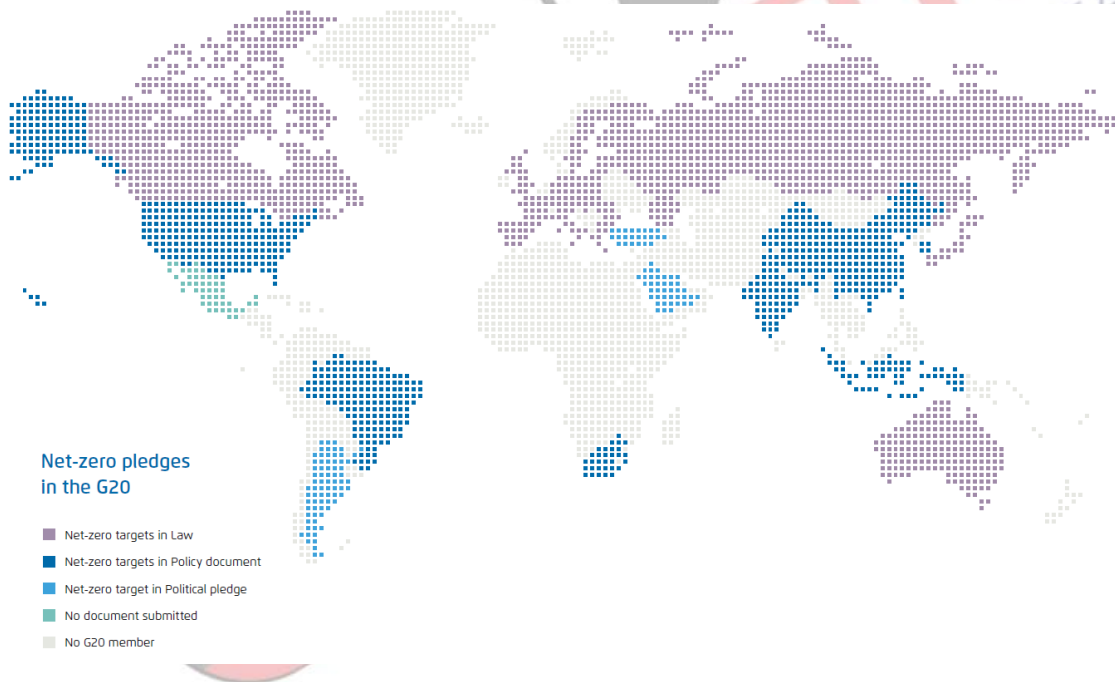 Net-zero pledges
in the G20
Net-zero targets in Law
Net-zero targets in Policy document
Net-zero target in Political pledge
No document submitted
No G20 member